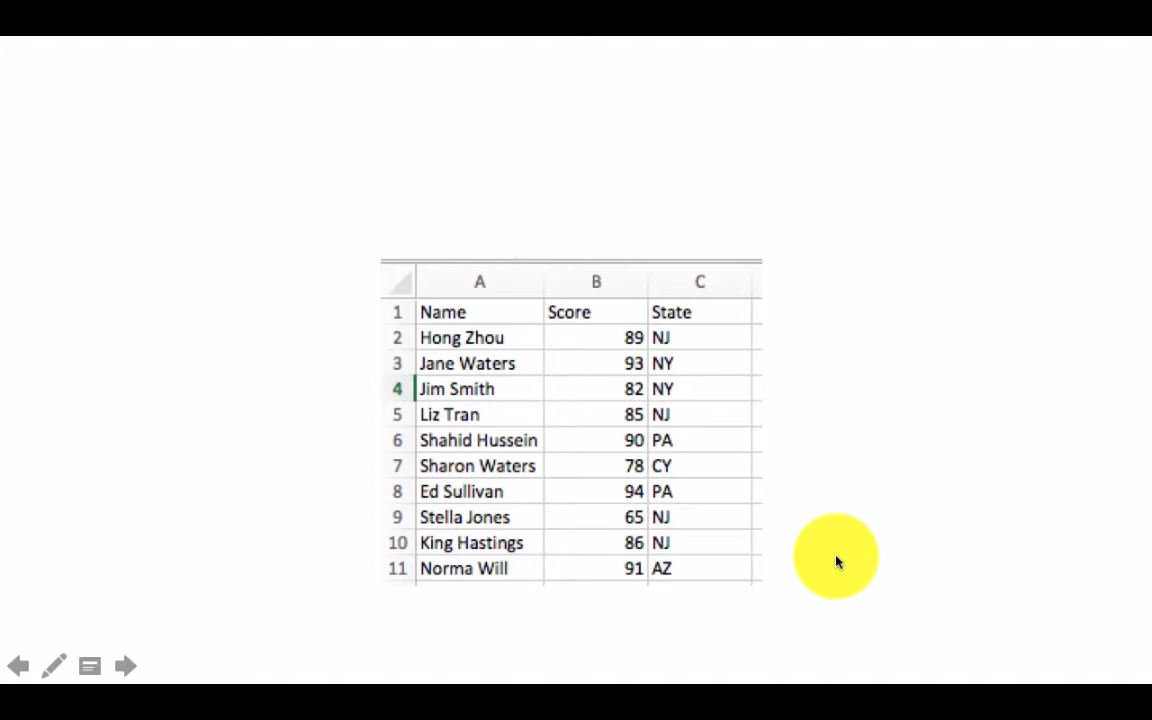 A B C
1 Name Score State
2 Hong Zhou 89 NJ
3 Jane Waters 93 NY
4 Jim Smith 82 NY
5 Liz Tran 85 NJ
6 Shahid Hussein 90 PA
7 Sharon Waters 78 CY
8 Ed Sullivan 94 PA
9 Stella Jones 65 NJ
10 King Hastings 86 NJ
11 Norma Will 91 AZ